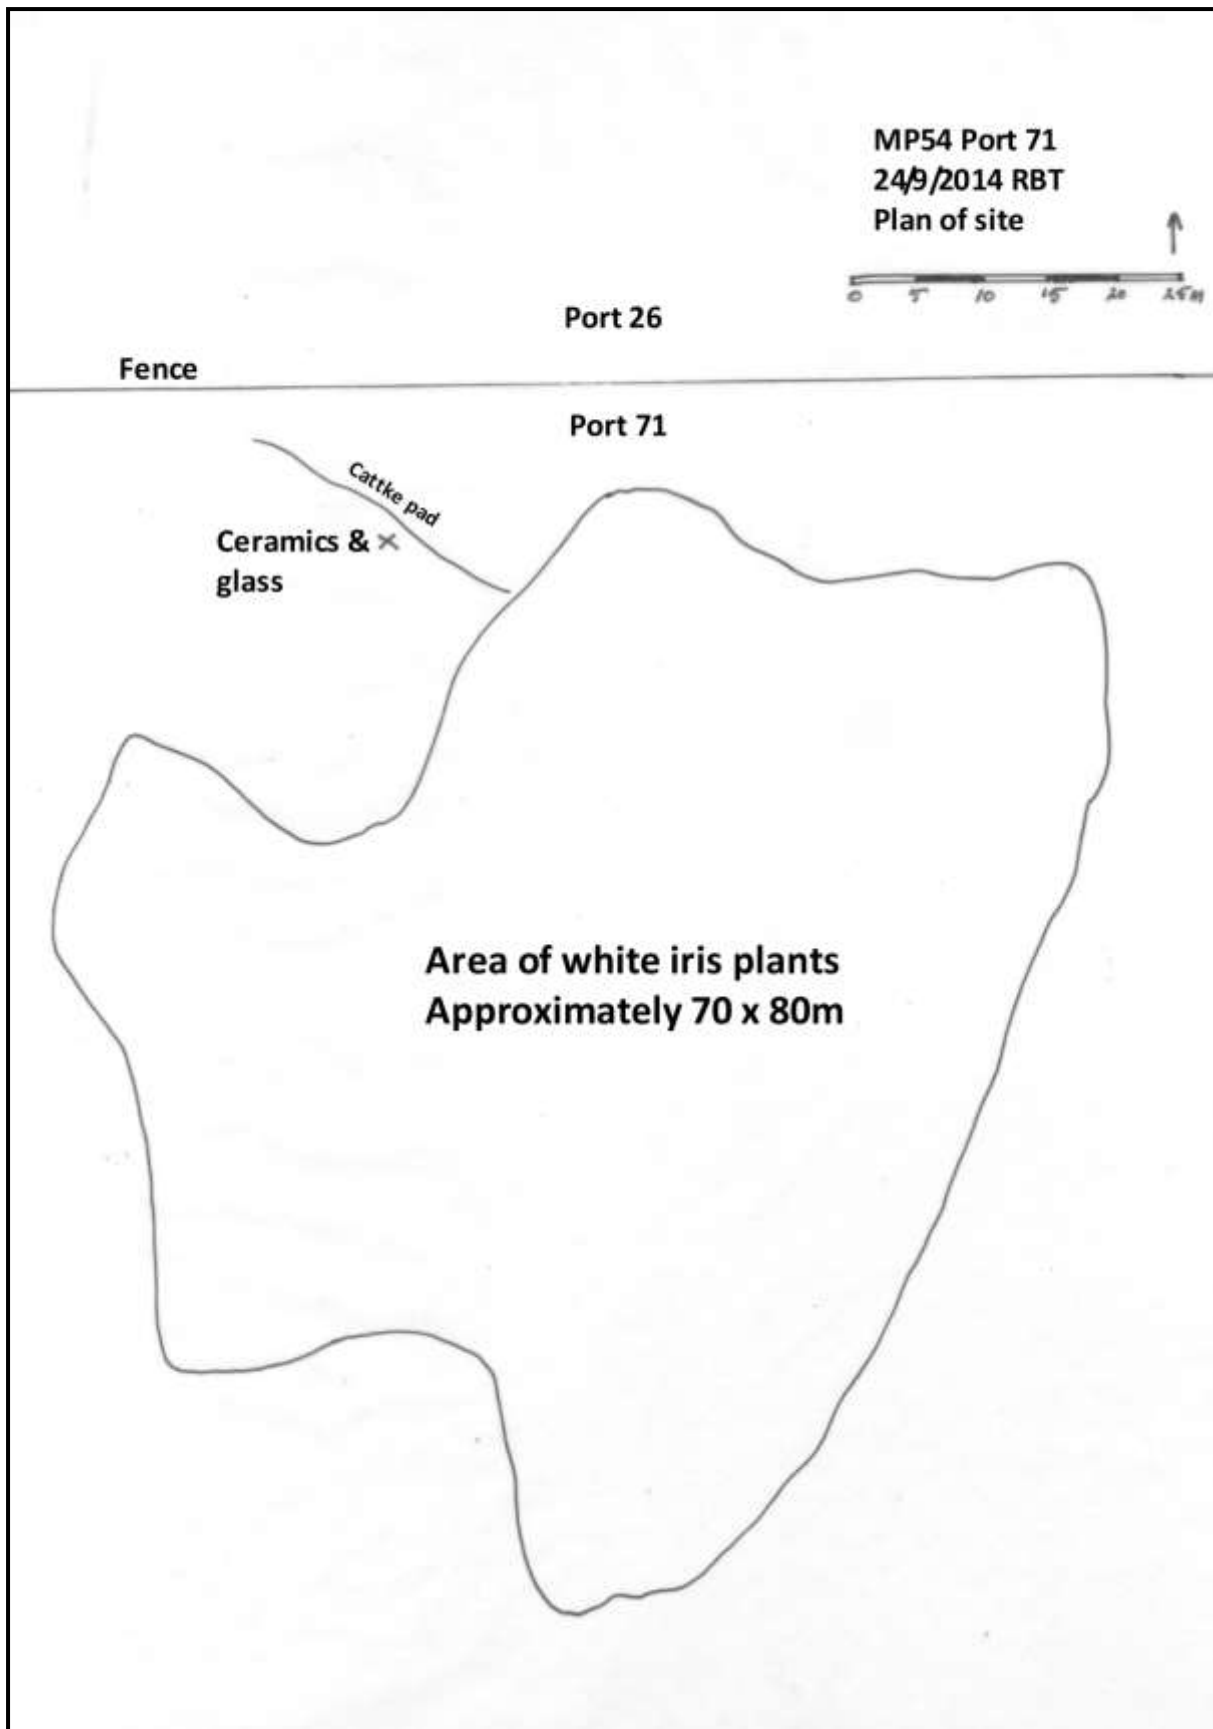 MP54 Port 71
24/9/2014 RBT
Plan of site
0 5 10 15 20 25m
Port 26
Fence
Port 71
Cattke pad
Ceramics &
glass
Area of white iris plants
Approximately 70 x 80m